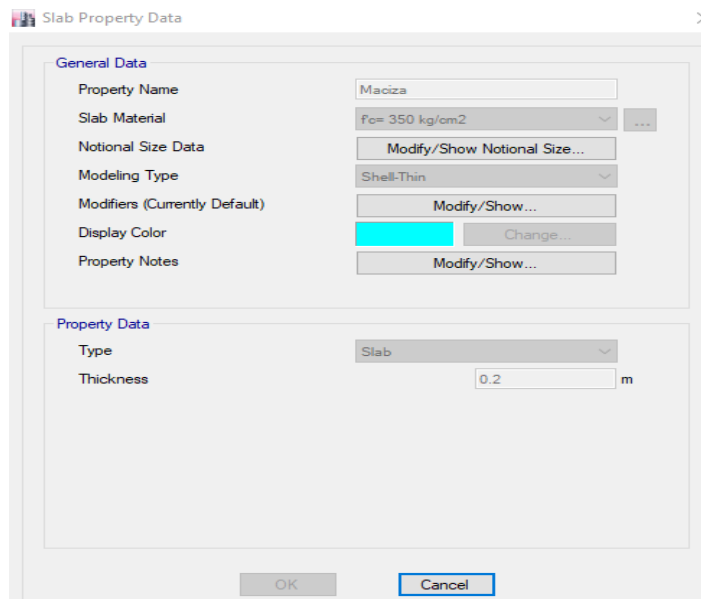 Slab Property Data
General Data
Property Name Maciza
Slab Material f'c= 350 kg/cm2 ...
Notional Size Data Modify/Show Notional Size...
Modeling Type Shell-Thin
Modifiers (Currently Default) Modify/Show...
Display Color Change...
Property Notes Modify/Show...
Property Data
Type Slab
Thickness 0.2 m
OK Cancel